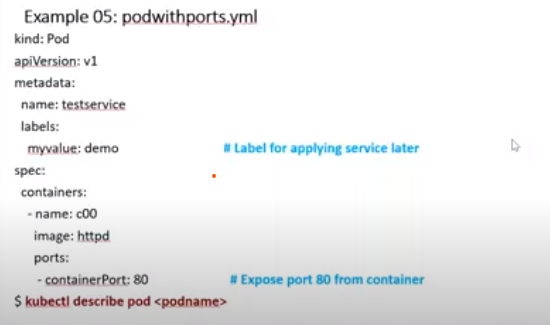 Example 05: podwithports.yml
kind: Pod
apiVersion: v1
metadata:
name: testservice
labels:
myvalue: demo # Label for applying service later
spec:
containers:
- name: c00
image: httpd
ports:
- containerPort: 80 # Expose port 80 from container
$ kubectl describe pod <podname>